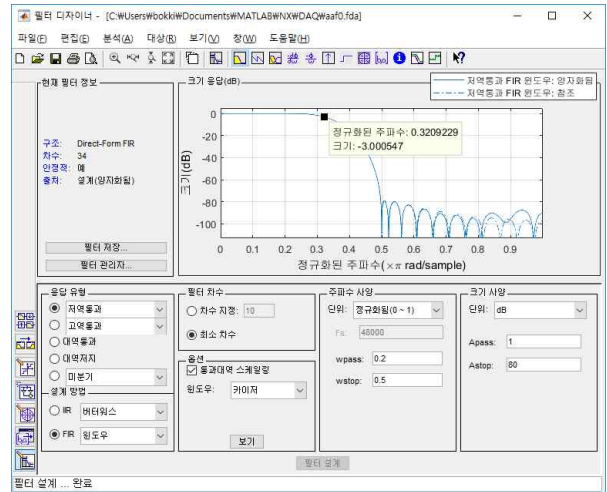 필터 디자이너 - [C:₩Users₩bokki₩Documents₩MATLAB₩NX₩DAQ₩aaf0.fda]
파일(F) 편집(E) 분석(A) 대상(R) 보기(V) 창(W) 도움말(H)
현재 필터 정보
구조: Direct-Form FIR
차수: 34
안정적: 예
출처: 설계(양자화됨)
필터 저장...
필터 관리자...
크기 응답(dB)
저역통과 FIR 윈도우: 양자화됨
저역통과 FIR 윈도우: 참조
정규화된 주파수: 0.3209229
크기: -3.000547
크기(dB)
0
-20
-40
-60
-80
-100
0 0.1 0.2 0.3 0.4 0.5 0.6 0.7 0.8 0.9
정규화된 주파수(×π rad/sample)
응답 유형
저역통과
고역통과
대역통과
대역저지
미분기
설계 방법
IIR 버터워스
FIR 윈도우
필터 차수
차수 지정: 10
최소 차수
옵션
통과대역 스케일링
윈도우: 카이저
보기
주파수 사양
단위: 정규화됨(0 ~ 1)
Fs: 48000
wpass: 0.2
wstop: 0.5
크기 사양
단위: dB
Apass: 1
Astop: 80
필터 설계
필터 설계 ... 완료